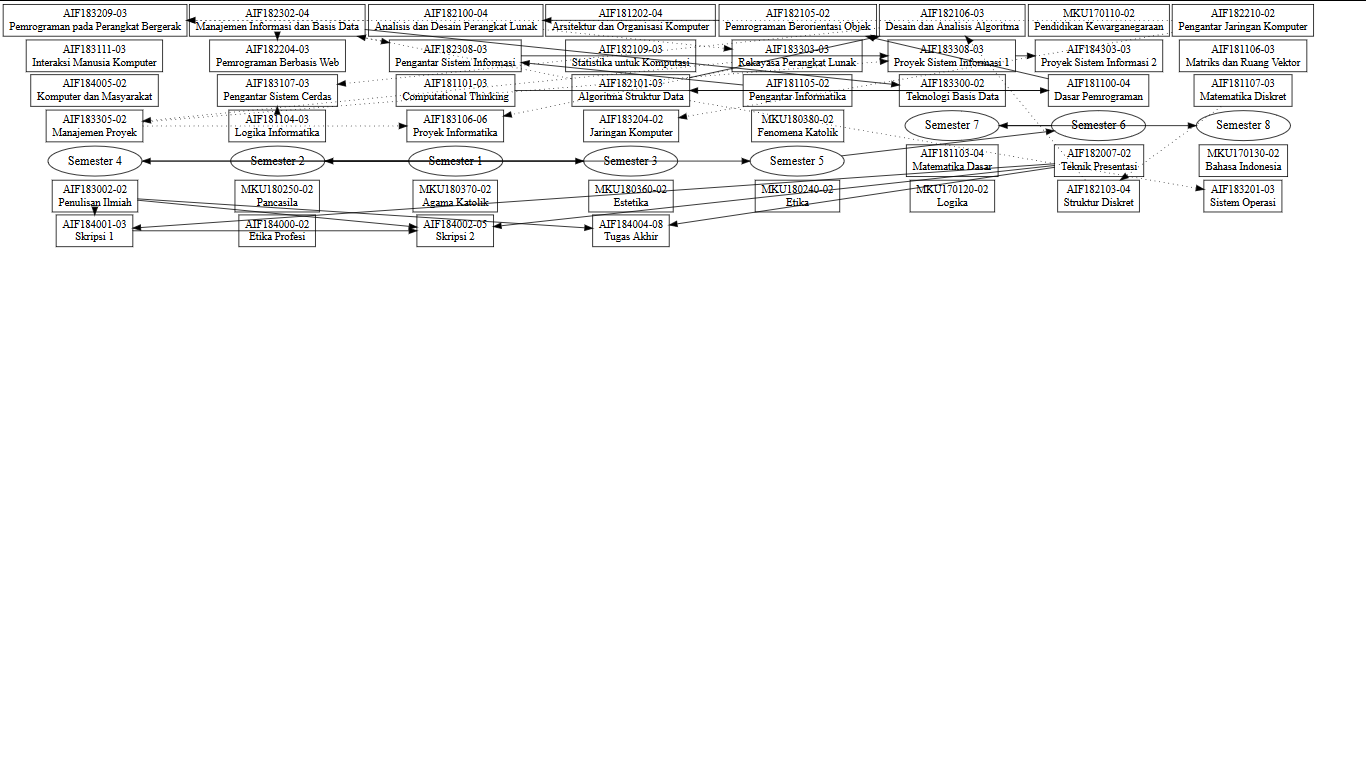 AIF183209-03
Pemrograman pada Perangkat Bergerak
AIF182302-04
Manajemen Informasi dan Basis Data
AIF182100-04
Analisis dan Desain Perangkat Lunak
AIF181202-04
Arsitektur dan Organisasi Komputer
AIF182105-02
Pemrograman Berorientasi Objek
AIF182106-03
Desain dan Analisis Algoritma
MKU170110-02
Pendidikan Kewarganegaraan
AIF182210-02
Pengantar Jaringan Komputer
AIF183111-03
Interaksi Manusia Komputer
AIF182204-03
Pemrograman Berbasis Web
AIF182308-03
Pengantar Sistem Informasi
AIF182109-03
Statistika untuk Komputasi
AIF183303-03
Rekayasa Perangkat Lunak
AIF183308-03
Proyek Sistem Informasi 1
AIF184303-03
Proyek Sistem Informasi 2
AIF181106-03
Matriks dan Ruang Vektor
AIF184005-02
Komputer dan Masyarakat
AIF183107-03
Pengantar Sistem Cerdas
AIF181101-03
Computational Thinking
AIF182101-03
Algoritma Struktur Data
AIF181105-02
Pengantar Informatika
AIF183300-02
Teknologi Basis Data
AIF181100-04
Dasar Pemrograman
AIF181107-03
Matematika Diskret
AIF183305-02
Manajemen Proyek
AIF181104-03
Logika Informatika
AIF183106-06
Proyek Informatika
AIF183204-02
Jaringan Komputer
MKU180380-02
Fenomena Katolik
Semester 7
Semester 6
Semester 8
Semester 4
Semester 2
Semester 1
Semester 3
Semester 5
AIF181103-04
Matematika Dasar
AIF182007-02
Teknik Presentasi
MKU170130-02
Bahasa Indonesia
AIF183002-02
Penulisan Ilmiah
MKU180250-02
Pancasila
MKU180370-02
Agama Katolik
MKU180360-02
Estetika
MKU180240-02
Etika
MKU170120-02
Logika
AIF182103-04
Struktur Diskret
AIF183201-03
Sistem Operasi
AIF184001-03
Skripsi 1
AIF184000-02
Etika Profesi
AIF184002-05
Skripsi 2
AIF184004-08
Tugas Akhir